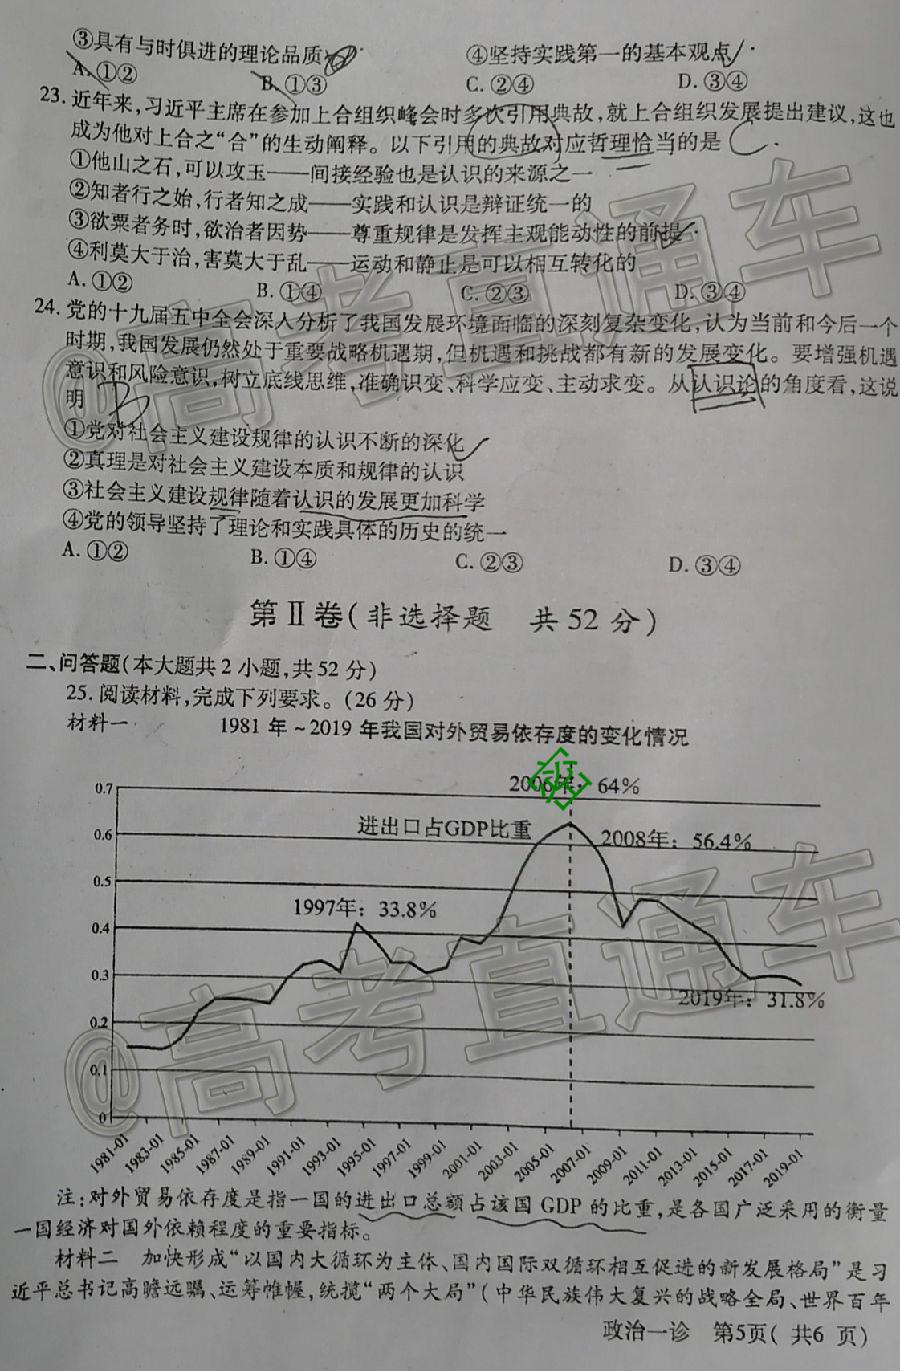 ③具有与时俱进的理论品质 ④坚持实践第一的基本观点
A. ①② B. ①③ C. ②④ D. ③④
23. 近年来,习近平主席在参加上合组织峰会时多次引用典故,就上合组织发展提出建议,这也
成为他对上合之“合”的生动阐释。以下引用的典故对应哲理恰当的是
①他山之石,可以攻玉——间接经验也是认识的来源之一
②知者行之始,行者知之成——实践和认识是辩证统一的
③欲粟者务时,欲治者因势——尊重规律是发挥主观能动性的前提
④利莫大于治,害莫大于乱——运动和静止是可以相互转化的
A. ①② B. ①④ C. ②③ D. ③④
24. 党的十九届五中全会深入分析了我国发展环境面临的深刻复杂变化,认为当前和今后一个
时期,我国发展仍然处于重要战略机遇期,但机遇和挑战都有新的发展变化。要增强机遇
意识和风险意识,树立底线思维,准确识变、科学应变、主动求变。从认识论的角度看,这说
明 B
①党对社会主义建设规律的认识不断的深化
②真理是对社会主义建设本质和规律的认识
③社会主义建设规律随着认识的发展更加科学
④党的领导坚持了理论和实践具体的历史的统一
A. ①② B. ①④ C. ②③ D. ③④
第Ⅱ卷(非选择题 共52分)
二、问答题(本大题共2小题,共52分)
25. 阅读材料,完成下列要求。(26分)
材料一 1981年~2019年我国对外贸易依存度的变化情况
2006年: 64%
0.7
进出口占GDP比重
0.6
2008年: 56.4%
0.5
1997年: 33.8%
0.4
0.3
2019年: 31.8%
0.2
0.1
0
1981-01 1983-01 1985-01 1987-01 1989-01 1991-01 1993-01 1995-01 1997-01 1999-01 2001-01 2003-01 2005-01 2007-01 2009-01 2011-01 2013-01 2015-01 2017-01 2019-01
注:对外贸易依存度是指一国的进出口总额占该国GDP的比重,是各国广泛采用的衡量
一国经济对国外依赖程度的重要指标。
材料二 加快形成“以国内大循环为主体、国内国际双循环相互促进的新发展格局”是习
近平总书记高瞻远瞩、运筹帷幄,统揽“两个大局”(中华民族伟大复兴的战略全局、世界百年
政治一诊 第5页(共6页)
@高考直通车
@高考直通车